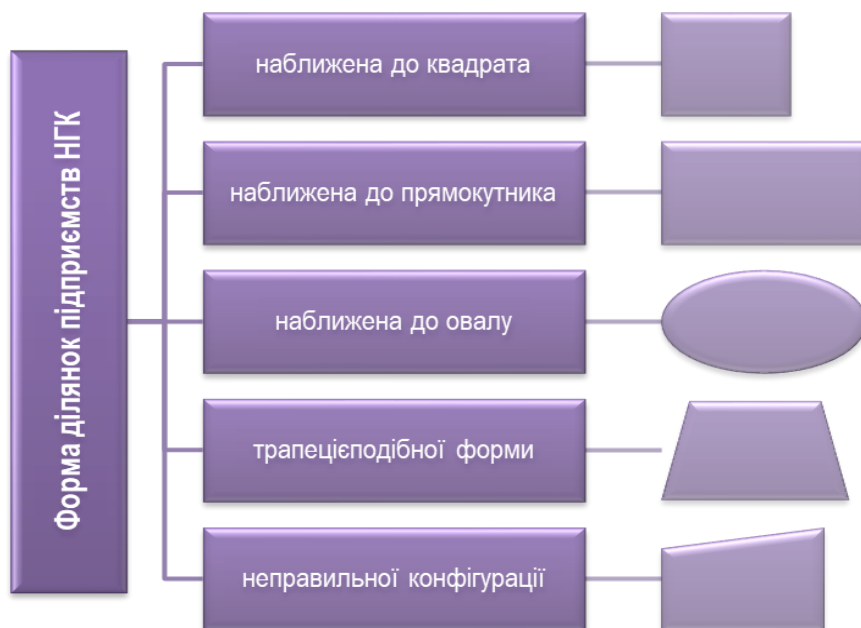 Форма ділянок підприємств НГК
наближена до квадрата
наближена до прямокутника
наближена до овалу
трапецієподібної форми
неправильної конфігурації